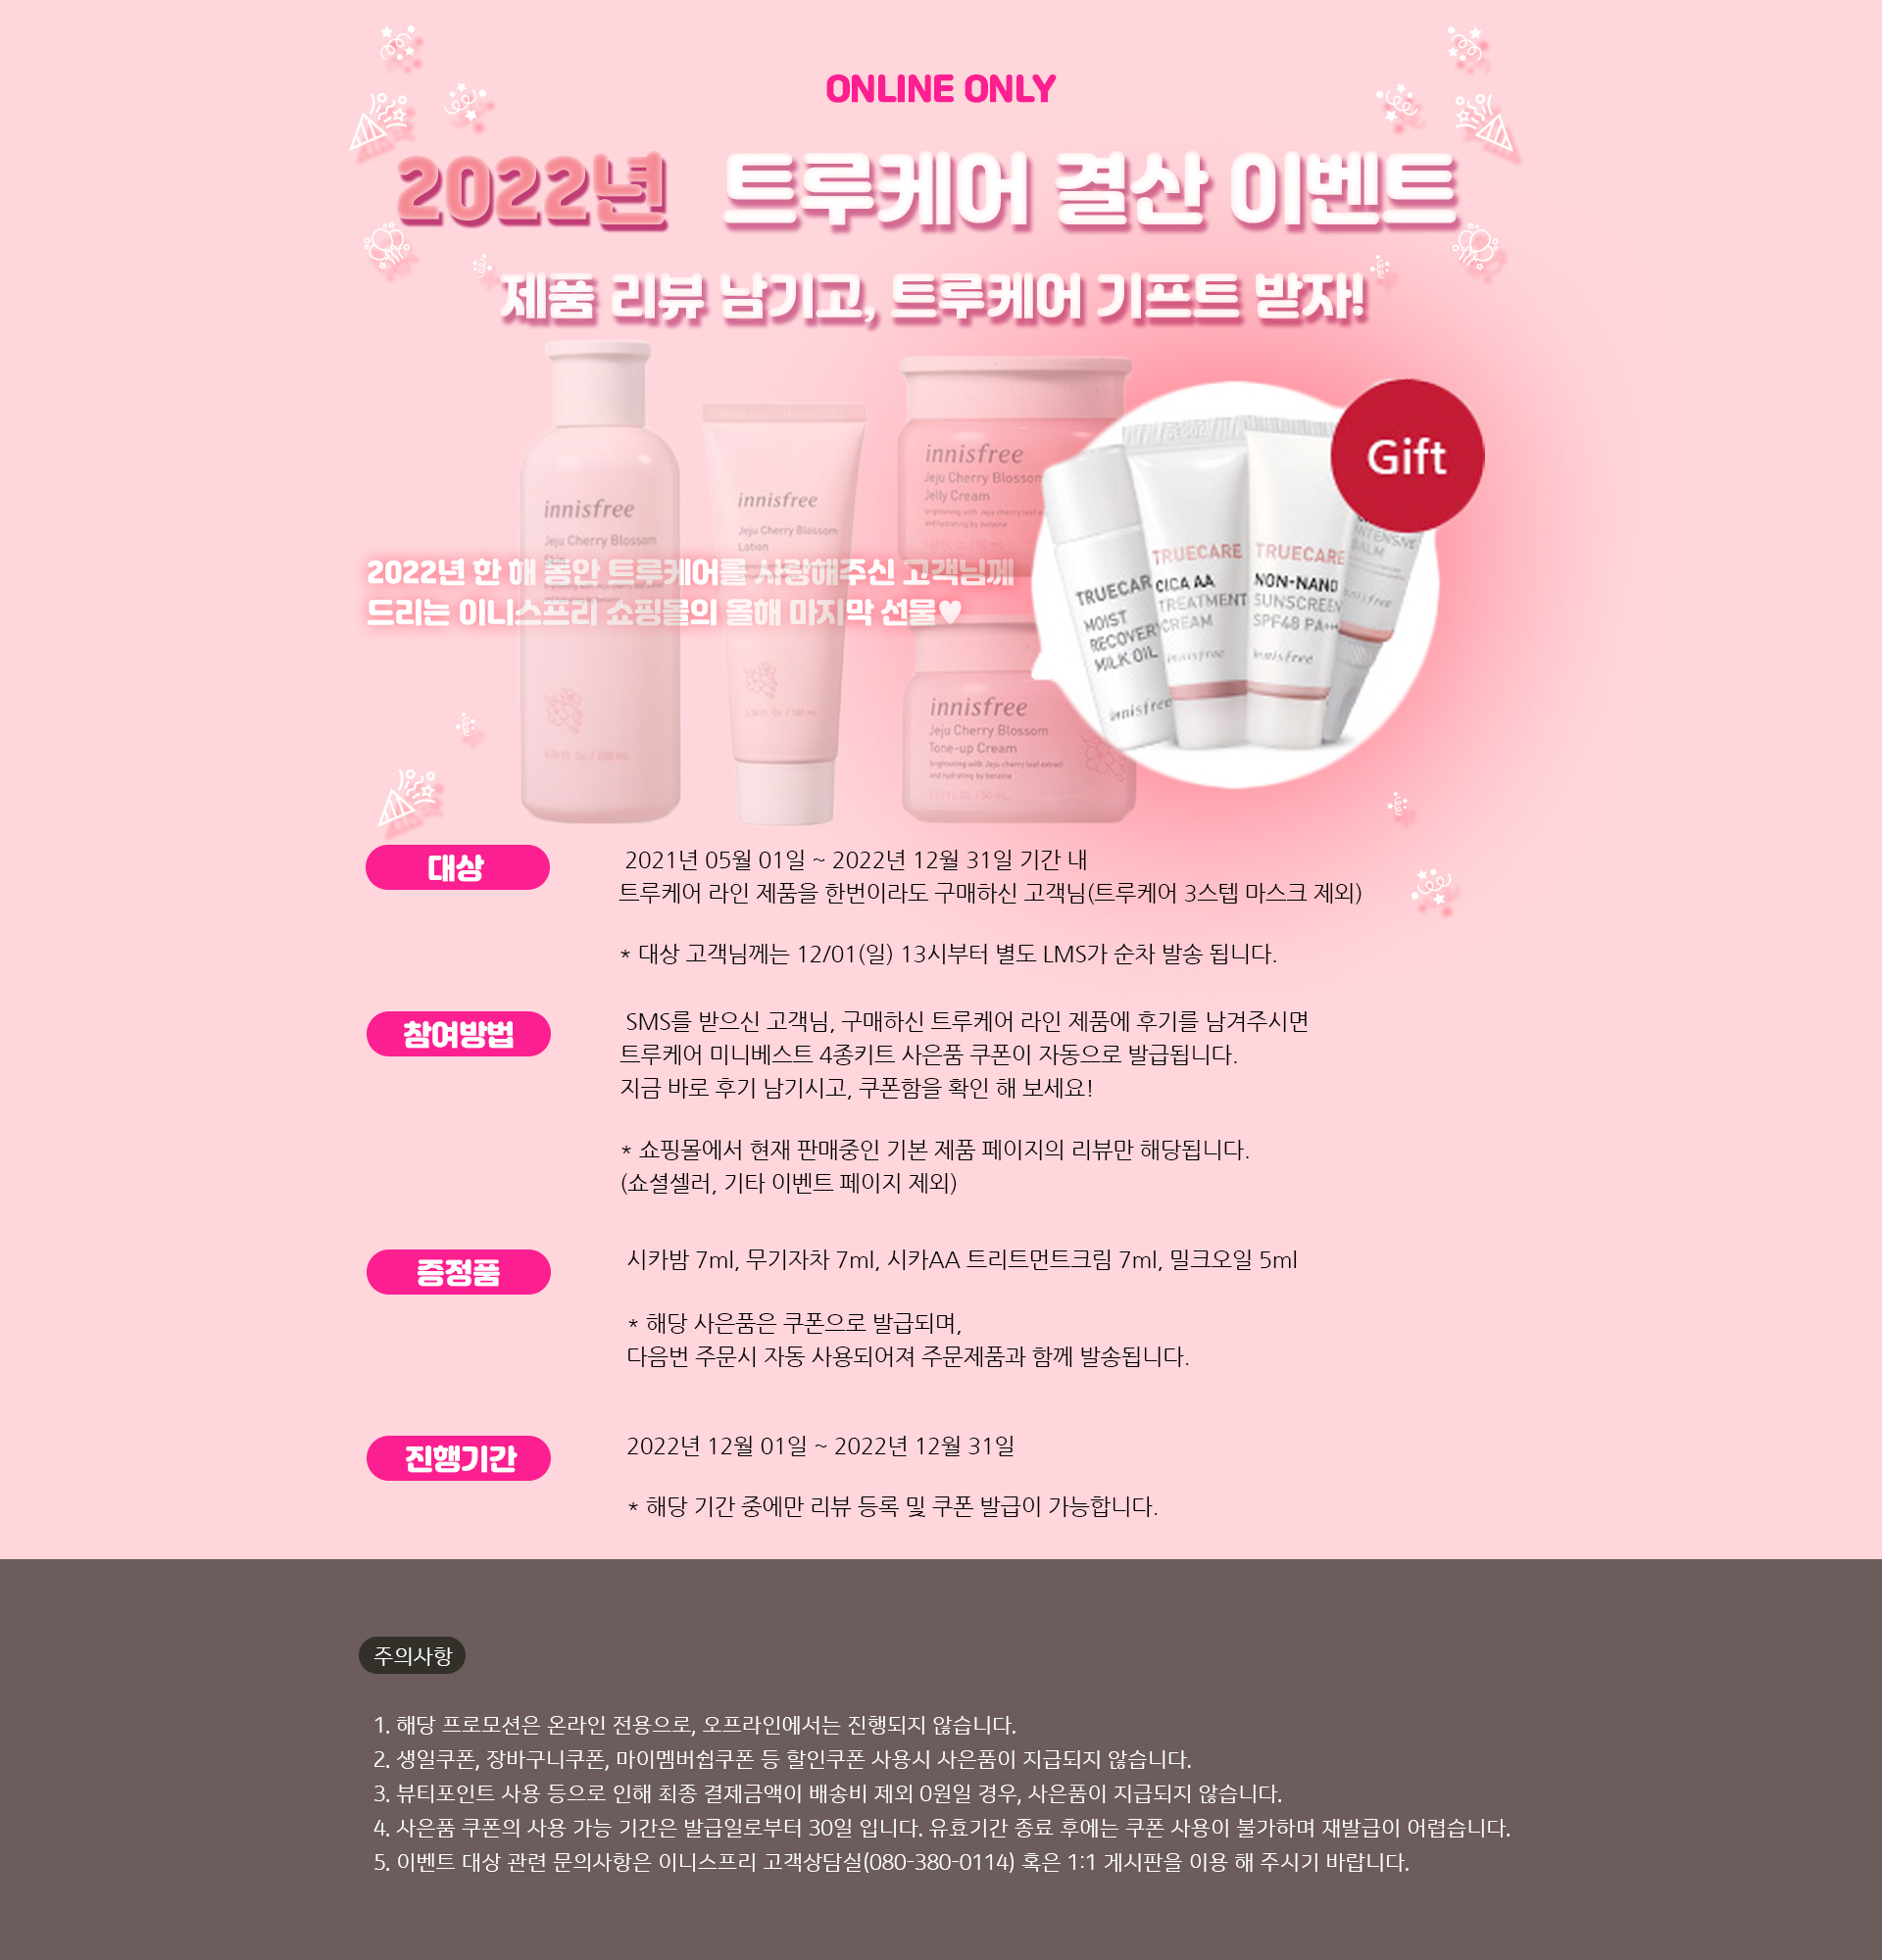 ONLINE ONLY
2022년 트루케어 결산 이벤트
제품 리뷰 남기고, 트루케어 기프트 받자!
innisfree
Jeju Cherry Blossom
Skin
innisfree
Jeju Cherry Blossom
Lotion
innisfree
Jeju Cherry Blossom
Jelly Cream
innisfree
Jeju Cherry Blossom
Tone-up Cream
brightening with Jeju cherry leaf extract
and hydrating by betaine
Gift
TRUECARE
MOIST
RECOVERY
MILK OIL
innisfree
TRUECARE
CICA AA
TREATMENT
CREAM
innisfree
TRUECARE
NON-NANO
SUNSCREEN
SPF48 PA+++
innisfree
INTENSIVE
BALM
innisfree
2022년 한 해 동안 트루케어를 사랑해주신 고객님께
드리는 이니스프리 쇼핑몰의 올해 마지막 선물♥
대상
2021년 05월 01일 ~ 2022년 12월 31일 기간 내
트루케어 라인 제품을 한번이라도 구매하신 고객님(트루케어 3스텝 마스크 제외)
* 대상 고객님께는 12/01(일) 13시부터 별도 LMS가 순차 발송 됩니다.
참여방법
SMS를 받으신 고객님, 구매하신 트루케어 라인 제품에 후기를 남겨주시면
트루케어 미니베스트 4종키트 사은품 쿠폰이 자동으로 발급됩니다.
지금 바로 후기 남기시고, 쿠폰함을 확인 해 보세요!
* 쇼핑몰에서 현재 판매중인 기본 제품 페이지의 리뷰만 해당됩니다.
(쇼셜셀러, 기타 이벤트 페이지 제외)
증정품
시카밤 7ml, 무기자차 7ml, 시카AA 트리트먼트크림 7ml, 밀크오일 5ml
* 해당 사은품은 쿠폰으로 발급되며,
다음번 주문시 자동 사용되어져 주문제품과 함께 발송됩니다.
진행기간
2022년 12월 01일 ~ 2022년 12월 31일
* 해당 기간 중에만 리뷰 등록 및 쿠폰 발급이 가능합니다.
주의사항
1. 해당 프로모션은 온라인 전용으로, 오프라인에서는 진행되지 않습니다.
2. 생일쿠폰, 장바구니쿠폰, 마이멤버쉽쿠폰 등 할인쿠폰 사용시 사은품이 지급되지 않습니다.
3. 뷰티포인트 사용 등으로 인해 최종 결제금액이 배송비 제외 0원일 경우, 사은품이 지급되지 않습니다.
4. 사은품 쿠폰의 사용 가능 기간은 발급일로부터 30일 입니다. 유효기간 종료 후에는 쿠폰 사용이 불가하며 재발급이 어렵습니다.
5. 이벤트 대상 관련 문의사항은 이니스프리 고객상담실(080-380-0114) 혹은 1:1 게시판을 이용 해 주시기 바랍니다.